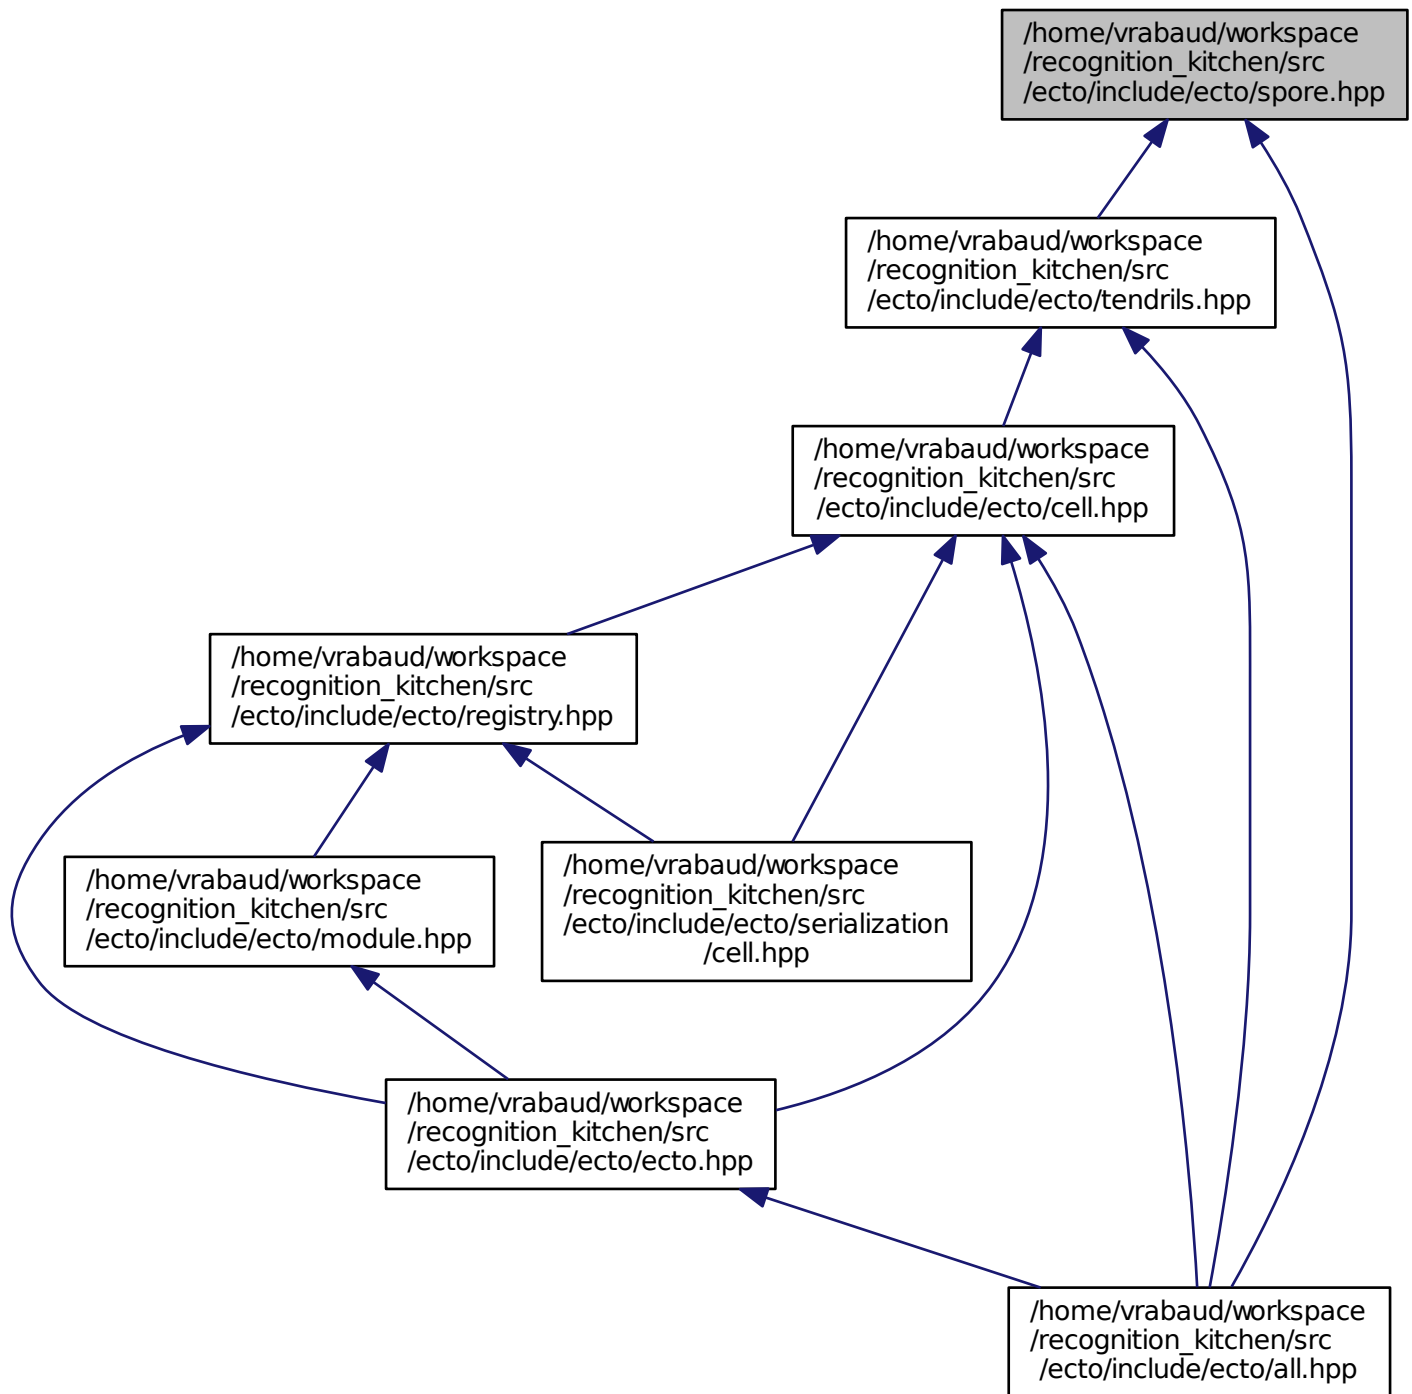 /home/vrabaud/workspace
/recognition_kitchen/src
/ecto/include/ecto/spore.hpp
/home/vrabaud/workspace
/recognition_kitchen/src
/ecto/include/ecto/tendrils.hpp
/home/vrabaud/workspace
/recognition_kitchen/src
/ecto/include/ecto/cell.hpp
/home/vrabaud/workspace
/recognition_kitchen/src
/ecto/include/ecto/registry.hpp
/home/vrabaud/workspace
/recognition_kitchen/src
/ecto/include/ecto/module.hpp
/home/vrabaud/workspace
/recognition_kitchen/src
/ecto/include/ecto/serialization
/cell.hpp
/home/vrabaud/workspace
/recognition_kitchen/src
/ecto/include/ecto/ecto.hpp
/home/vrabaud/workspace
/recognition_kitchen/src
/ecto/include/ecto/all.hpp